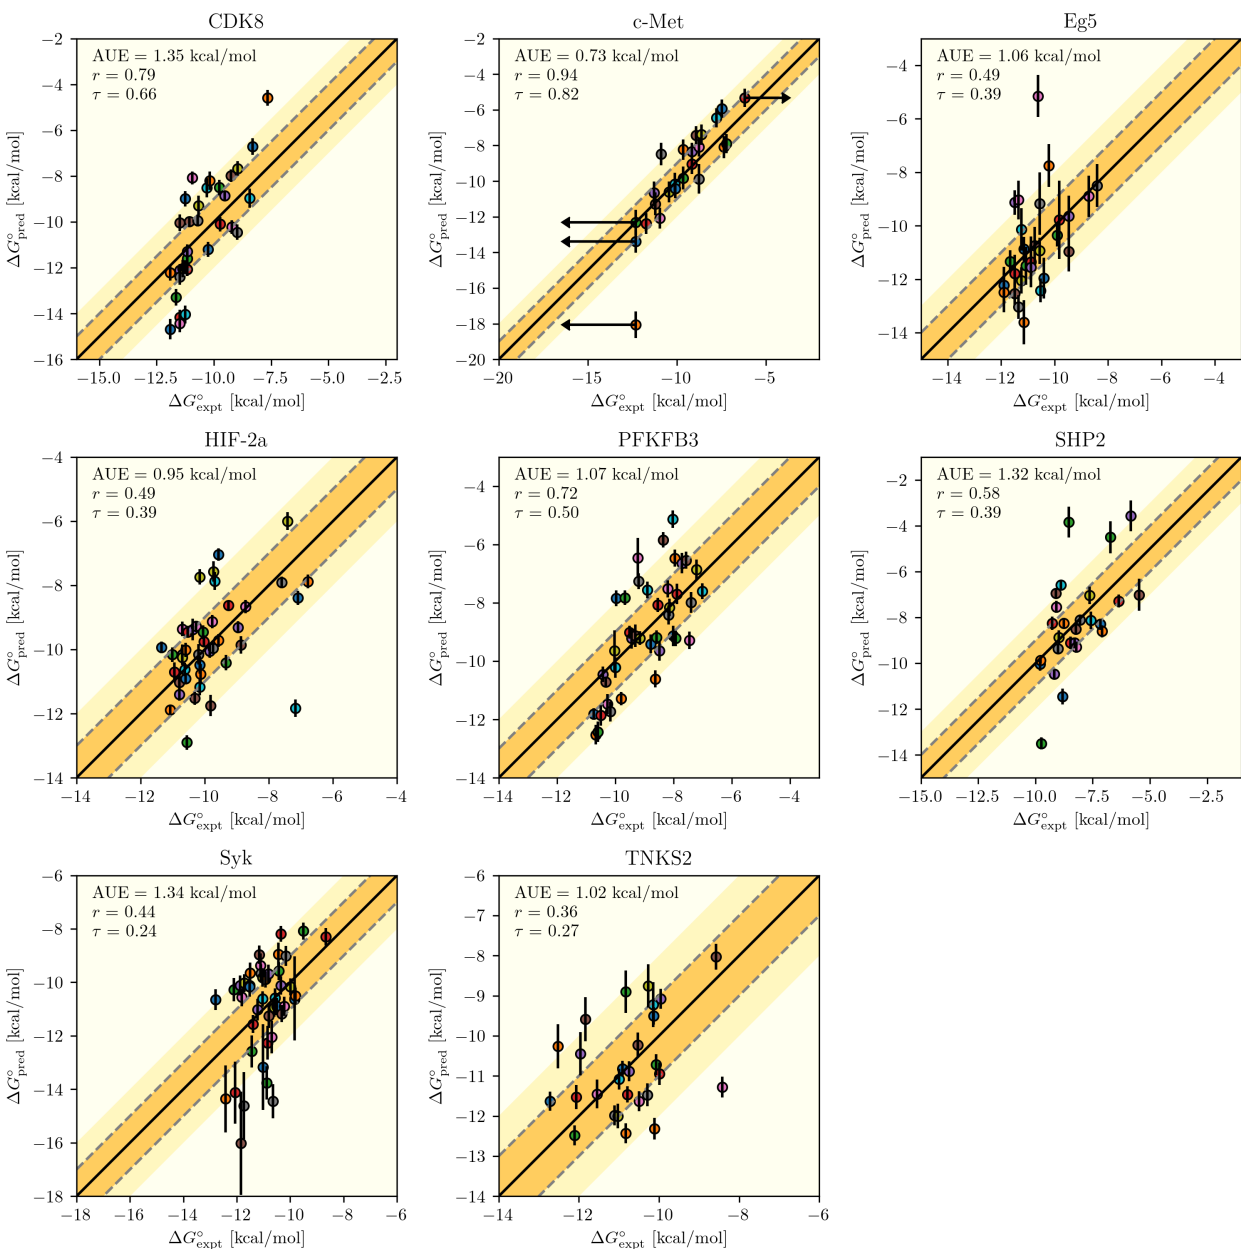 CDK8
AUE = 1.35 kcal/mol
r = 0.79
τ = 0.66
−2
−4
−6
−8
−10
−12
−14
−16
−15.0 −12.5 −10.0 −7.5 −5.0 −2.5
ΔG°pred [kcal/mol]
ΔG°expt [kcal/mol]
c-Met
AUE = 0.73 kcal/mol
r = 0.94
τ = 0.82
−2
−4
−6
−8
−10
−12
−14
−16
−18
−20
−20 −15 −10 −5
ΔG°pred [kcal/mol]
ΔG°expt [kcal/mol]
Eg5
AUE = 1.06 kcal/mol
r = 0.49
τ = 0.39
−4
−6
−8
−10
−12
−14
−14 −12 −10 −8 −6 −4
ΔG°pred [kcal/mol]
ΔG°expt [kcal/mol]
HIF-2a
AUE = 0.95 kcal/mol
r = 0.49
τ = 0.39
−4
−6
−8
−10
−12
−14
−14 −12 −10 −8 −6 −4
ΔG°pred [kcal/mol]
ΔG°expt [kcal/mol]
PFKFB3
AUE = 1.07 kcal/mol
r = 0.72
τ = 0.50
−4
−6
−8
−10
−12
−14
−14 −12 −10 −8 −6 −4
ΔG°pred [kcal/mol]
ΔG°expt [kcal/mol]
SHP2
AUE = 1.32 kcal/mol
r = 0.58
τ = 0.39
−2
−4
−6
−8
−10
−12
−14
−15.0 −12.5 −10.0 −7.5 −5.0 −2.5
ΔG°pred [kcal/mol]
ΔG°expt [kcal/mol]
Syk
AUE = 1.34 kcal/mol
r = 0.44
τ = 0.24
−6
−8
−10
−12
−14
−16
−18
−18 −16 −14 −12 −10 −8 −6
ΔG°pred [kcal/mol]
ΔG°expt [kcal/mol]
TNKS2
AUE = 1.02 kcal/mol
r = 0.36
τ = 0.27
−6
−7
−8
−9
−10
−11
−12
−13
−14
−14 −12 −10 −8 −6
ΔG°pred [kcal/mol]
ΔG°expt [kcal/mol]